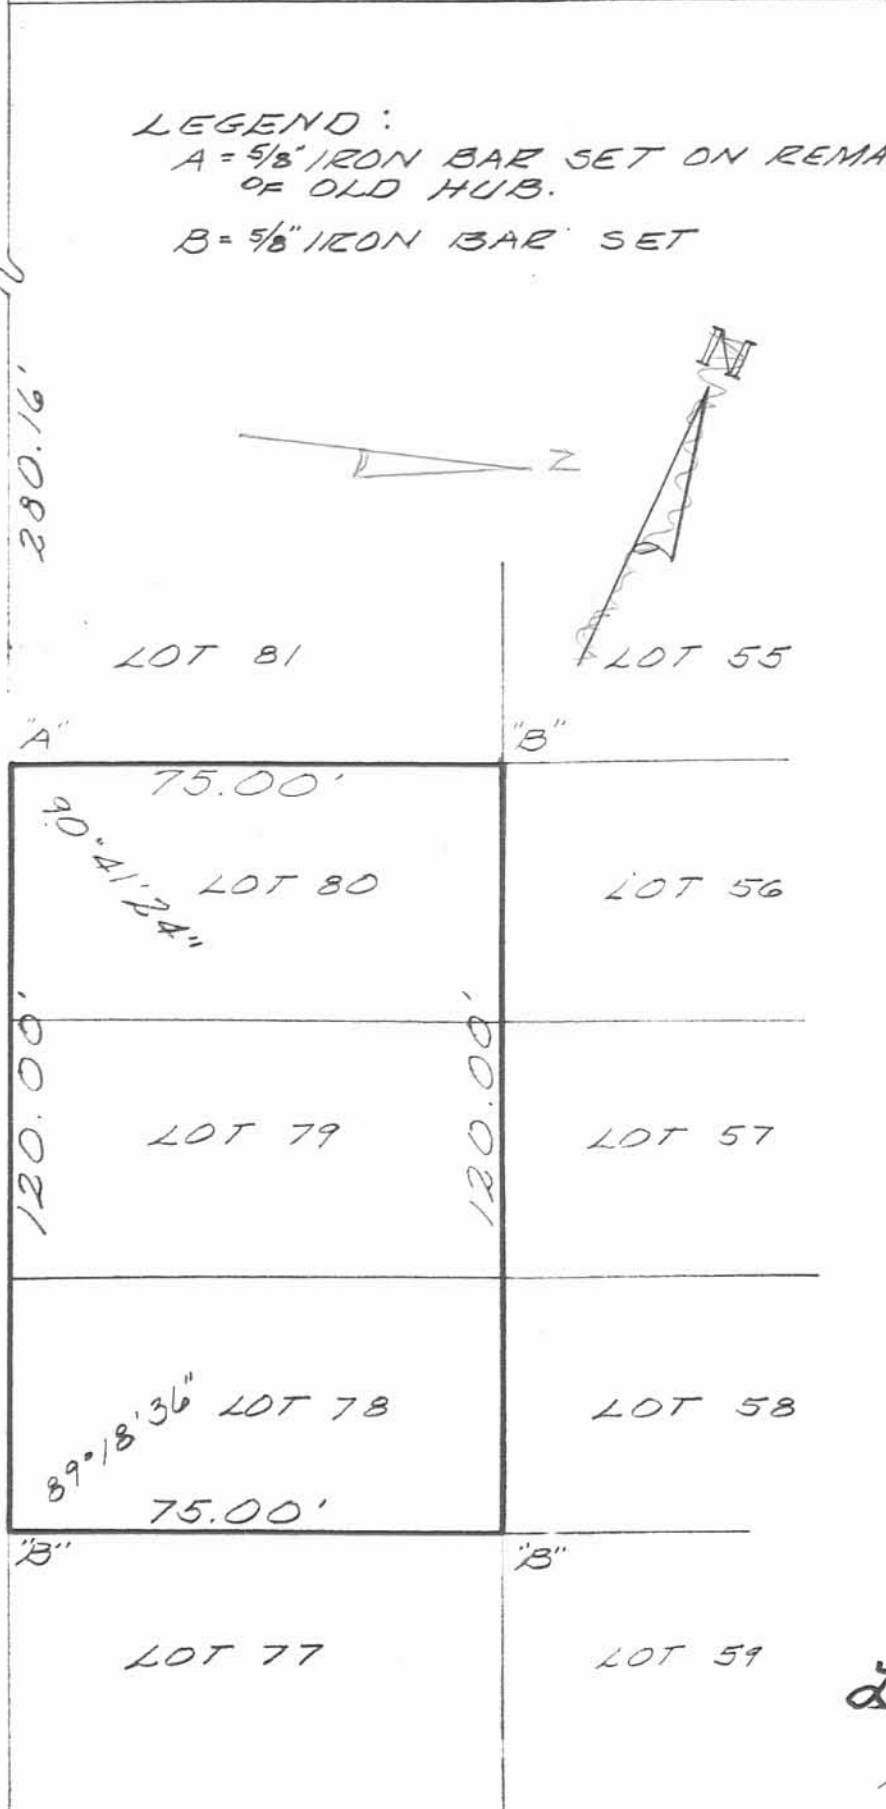 LEGEND:
A = 5/8" IRON BAR SET ON REMA
OF OLD HUB.
B = 5/8" IRON BAR SET
N
280.16'
N
LOT 81
LOT 55
"A"
"B"
75.00'
90°41'24"
LOT 80
LOT 56
120.00'
120.00'
LOT 79
LOT 57
LOT 78
LOT 58
89°18'36"
75.00'
"B"
"B"
LOT 77
LOT 59